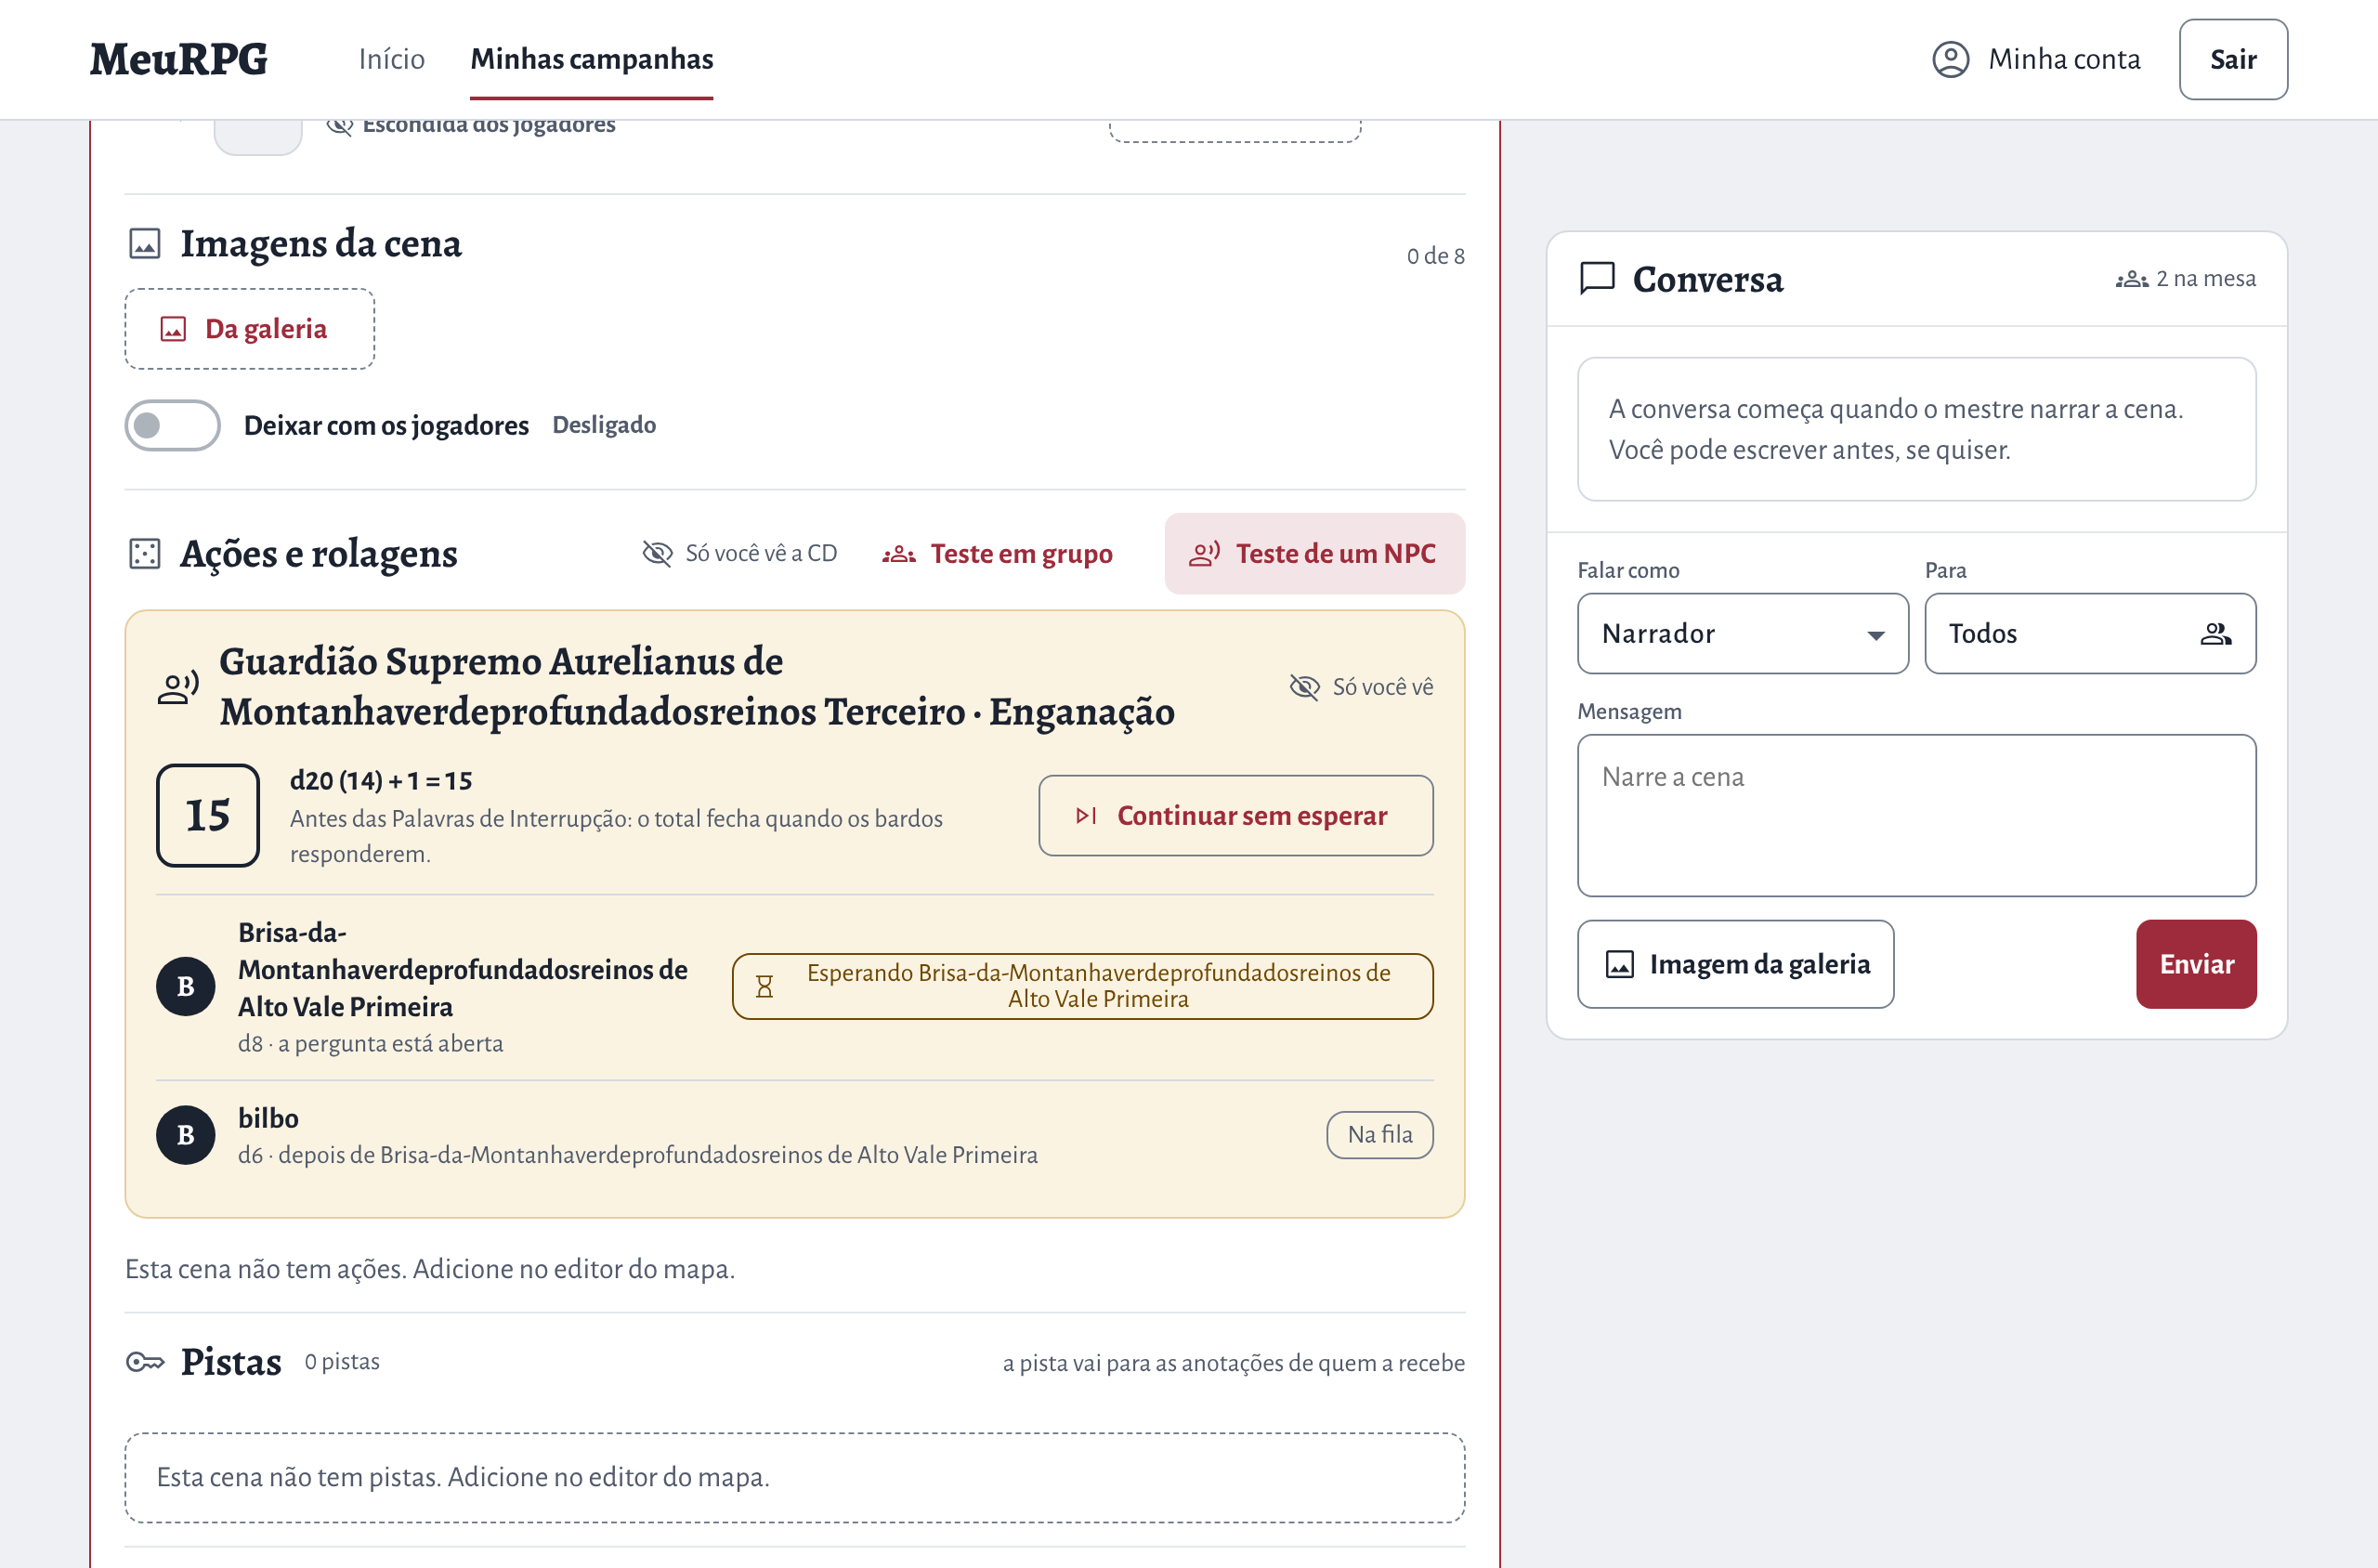 MeuRPG
Início
Minhas campanhas
Minha conta
Sair
Escondida dos jogadores
Imagens da cena
0 de 8
Da galeria
Deixar com os jogadores
Desligado
Ações e rolagens
Só você vê a CD
Teste em grupo
Teste de um NPC
Guardião Supremo Aurelianus de
Montanhaverdeprofundadosreinos Terceiro · Enganação
Só você vê
15
d20 (14) + 1 = 15
Antes das Palavras de Interrupção: o total fecha quando os bardos
responderem.
Continuar sem esperar
B
Brisa-da-
Montanhaverdeprofundadosreinos de
Alto Vale Primeira
d8 · a pergunta está aberta
Esperando Brisa-da-Montanhaverdeprofundadosreinos de
Alto Vale Primeira
B
bilbo
d6 · depois de Brisa-da-Montanhaverdeprofundadosreinos de Alto Vale Primeira
Na fila
Esta cena não tem ações. Adicione no editor do mapa.
Pistas
0 pistas
a pista vai para as anotações de quem a recebe
Esta cena não tem pistas. Adicione no editor do mapa.
Conversa
2 na mesa
A conversa começa quando o mestre narrar a cena.
Você pode escrever antes, se quiser.
Falar como
Para
Narrador
Todos
Mensagem
Narre a cena
Imagem da galeria
Enviar